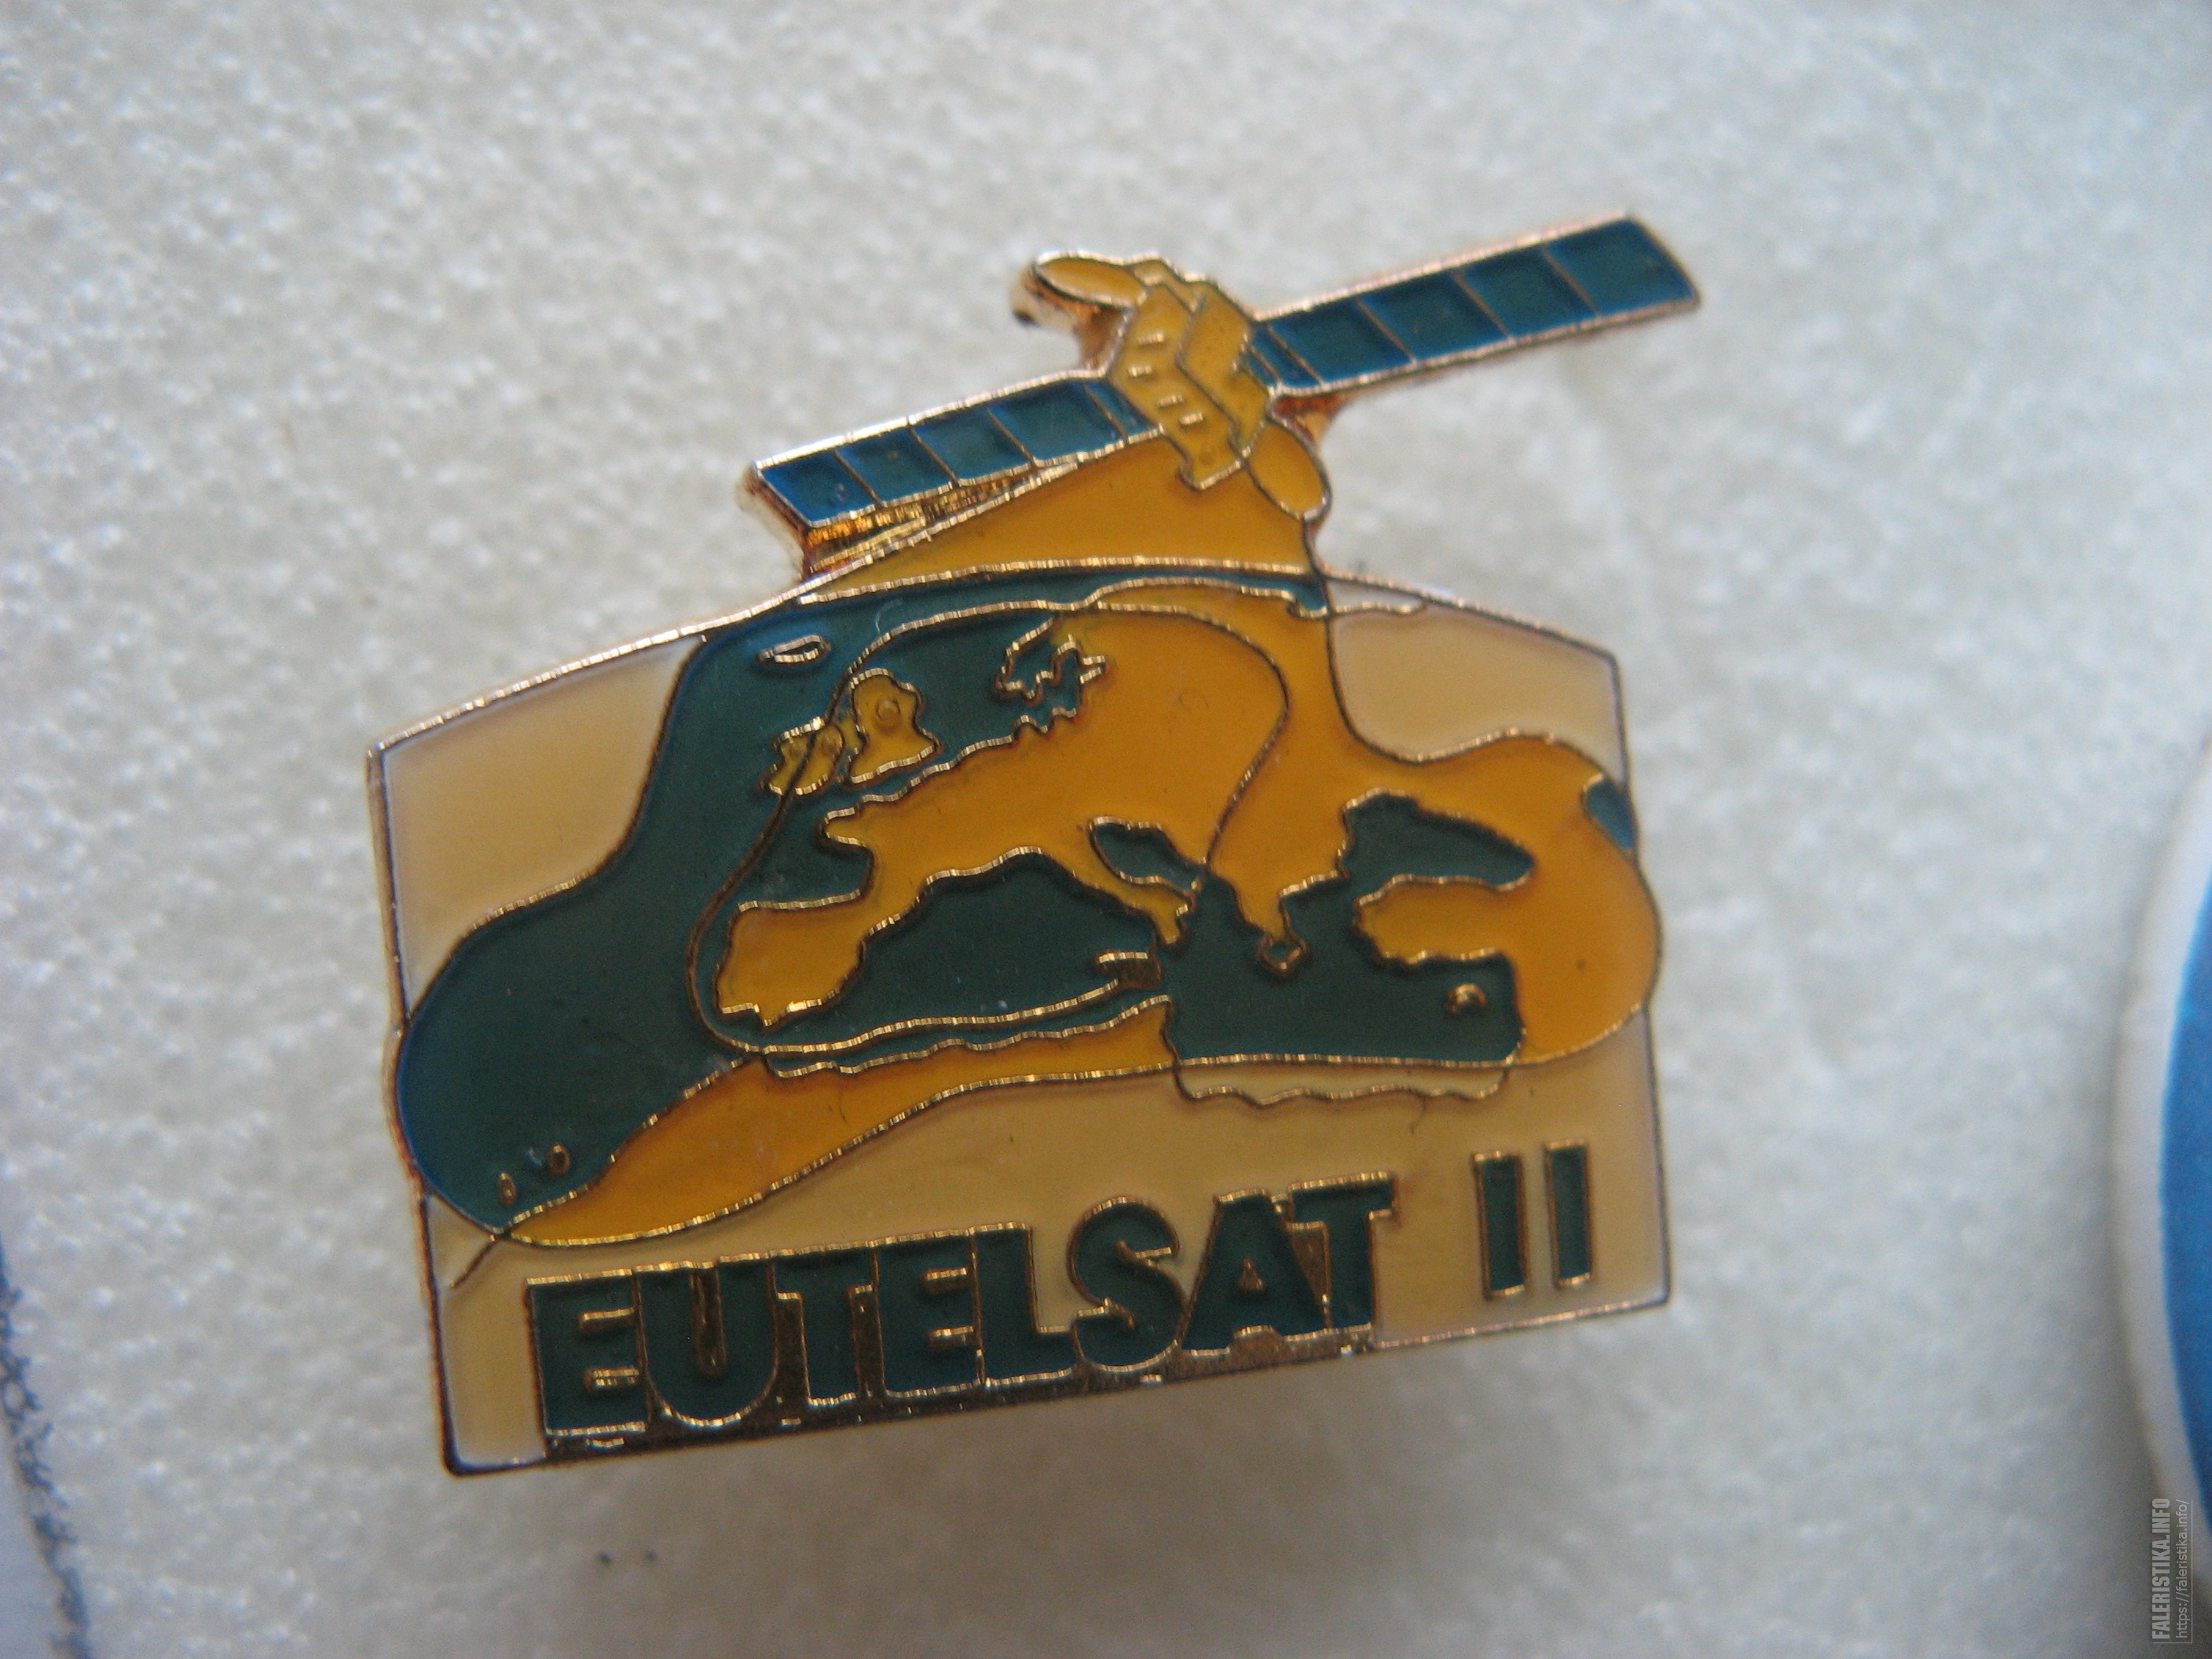 EUTELSAT II
FALERISTIKA.INFO
https://faleristika.info/